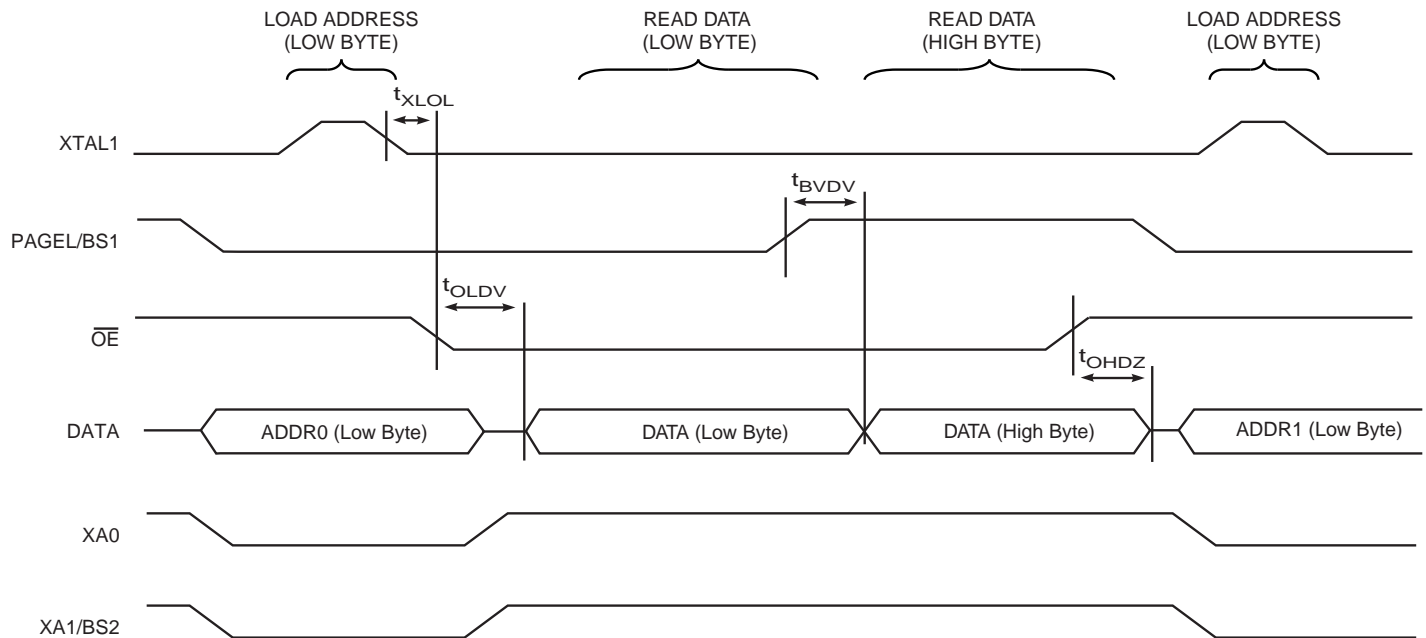 LOAD ADDRESS
(LOW BYTE)
READ DATA
(LOW BYTE)
READ DATA
(HIGH BYTE)
LOAD ADDRESS
(LOW BYTE)
tXLOL
XTAL1
tBVDV
PAGEL/BS1
tOLDV
OE
tOHDZ
DATA
ADDR0 (Low Byte)
DATA (Low Byte)
DATA (High Byte)
ADDR1 (Low Byte)
XA0
XA1/BS2